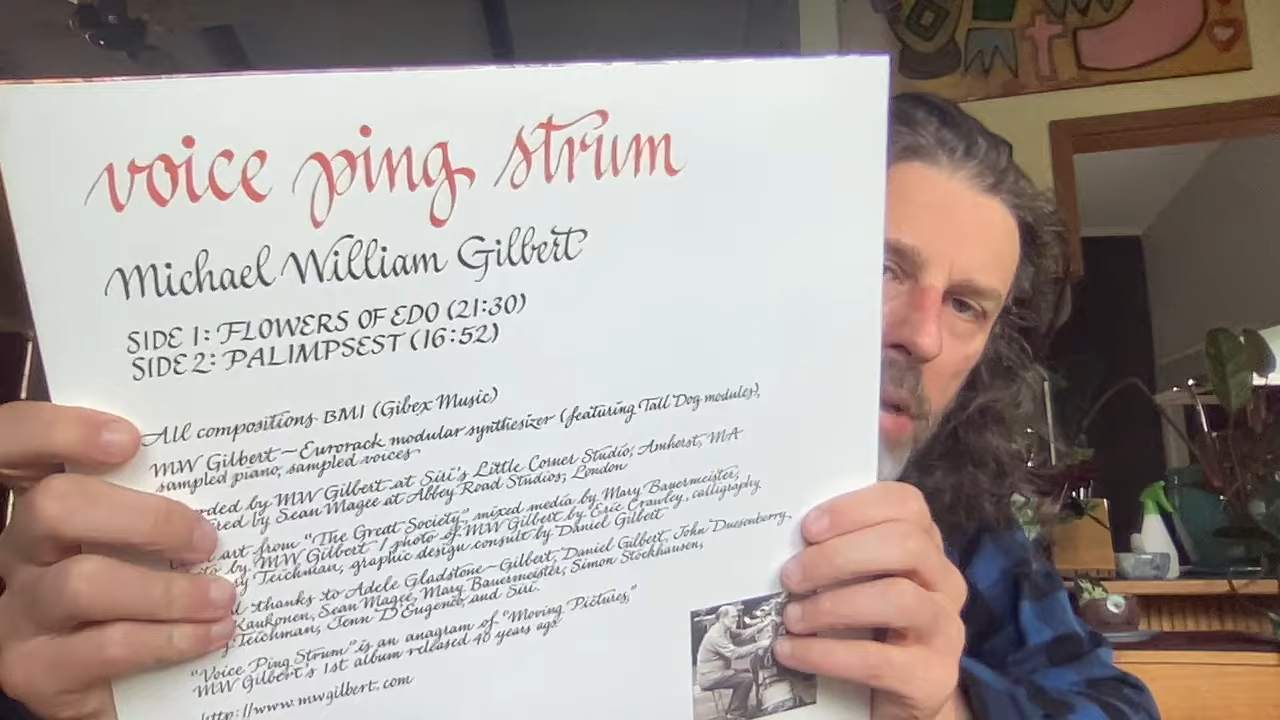 voice ping strum
Michael William Gilbert
SIDE 1: FLOWERS OF EDO (21:30)
SIDE 2: PALIMPSEST (16:52)
All compositions BMI (Gibex Music)
MW Gilbert — Eurorack modular synthesizer (featuring Tall Dog modules),
sampled piano, sampled voices
by MW Gilbert at Siri's Little Corner Studio, Amherst, MA
by Sean Magee at Abbey Road Studios, London
art from "The Great Society," mixed media by Mary Bauermeister,
by MW Gilbert / photo of MW Gilbert by Eric Crawley, calligraphy
Teichman, graphic design consult by Daniel Gilbert
thanks to Adele Gladstone-Gilbert, Daniel Gilbert, John Duesenberry,
Kaukonen, Sean Magee, Mary Bauermeister, Simon Stockhausen,
Teichman, Jenn D'Eugenio, and Siri.
"Voice Ping Strum" is an anagram of "Moving Pictures,"
MW Gilbert's 1st album released 40 years ago.
http://www.mwgilbert.com